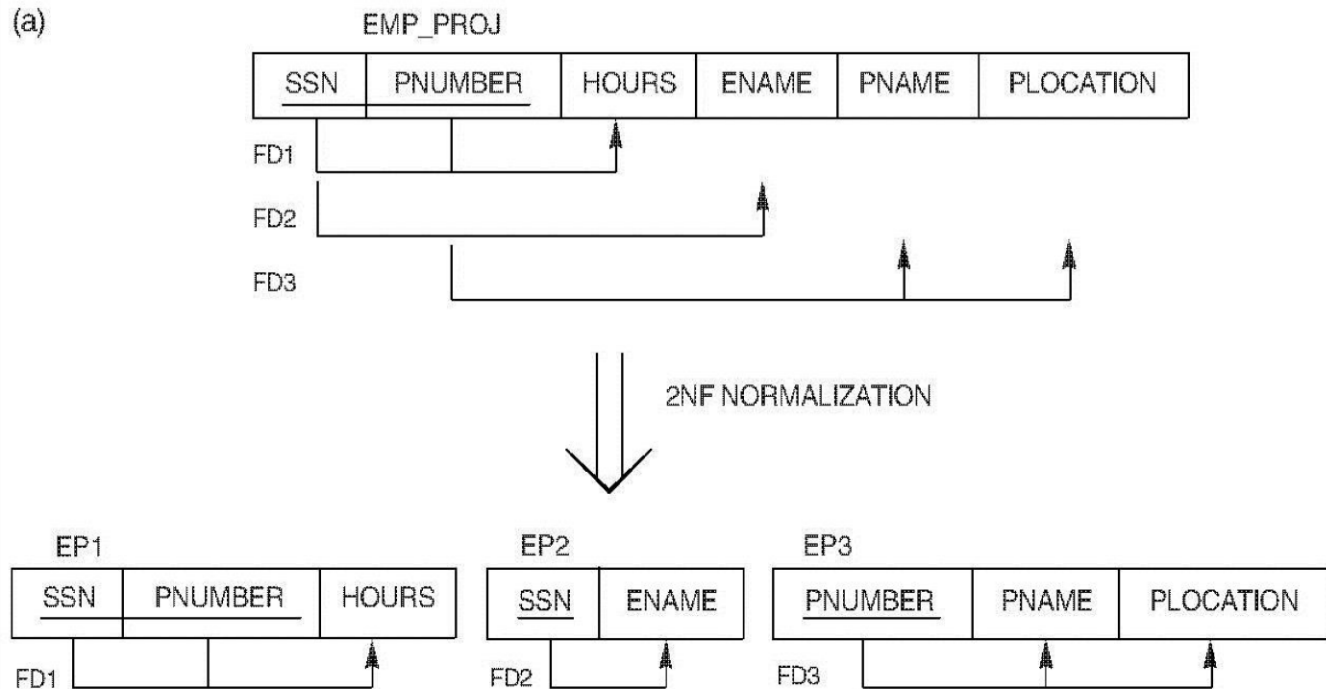 (a)
EMP_PROJ
SSN PNUMBER HOURS ENAME PNAME PLOCATION
FD1
FD2
FD3
2NF NORMALIZATION
EP1 EP2 EP3
SSN PNUMBER HOURS SSN ENAME PNUMBER PNAME PLOCATION
FD1 FD2 FD3